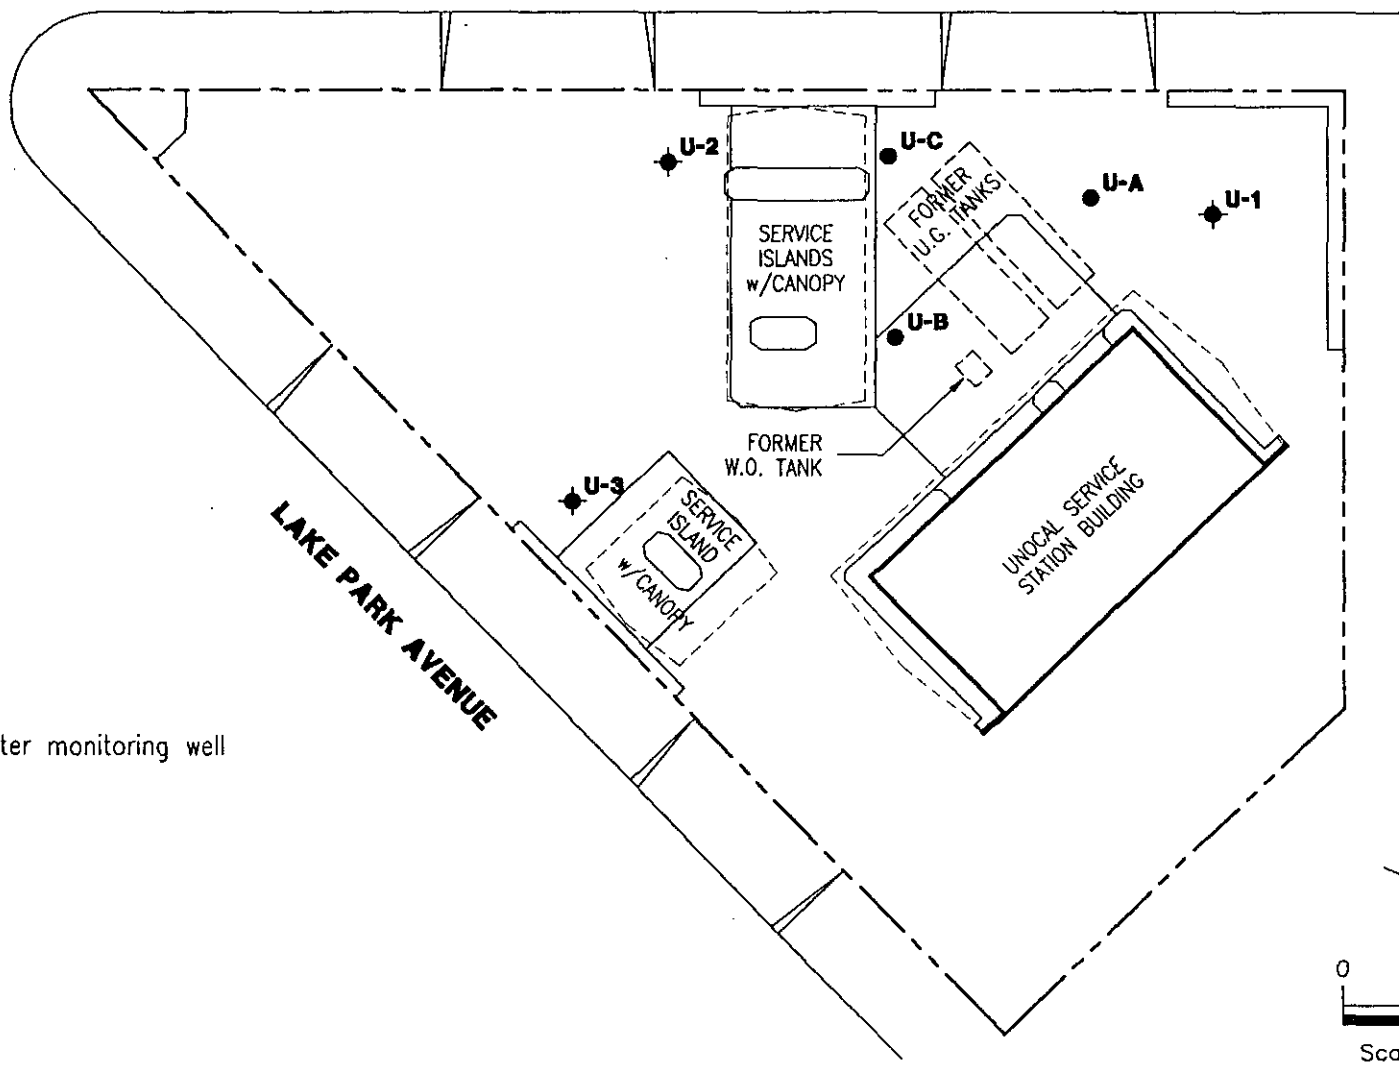 U-2
U-C
U-A
U-1
FORMER
U.G. TANKS
SERVICE
ISLANDS
w/CANOPY
U-B
FORMER
W.O. TANK
U-3
SERVICE
ISLAND
w/CANOPY
UNOCAL SERVICE
STATION BUILDING
LAKE PARK AVENUE
ter monitoring well
0
Sca